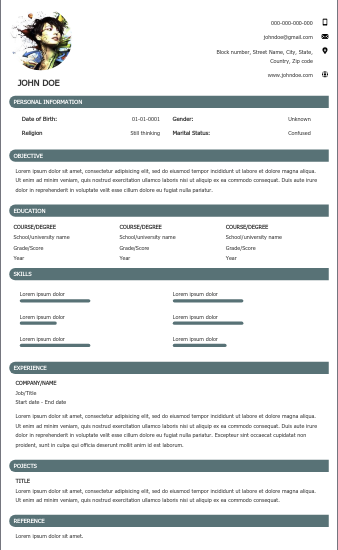 000-000-000-000
johndoe@gmail.com
Block number, Street Name, City, State,
Country, Zip code
www.johndoe.com
JOHN DOE
PERSONAL INFORMATION
Date of Birth: 01-01-0001 Gender: Unknown
Religion Still thinking Marital Status: Confused
OBJECTIVE
Lorem ipsum dolor sit amet, consectetur adipisicing elit, sed do eiusmod tempor incididunt ut labore et dolore magna aliqua.
Ut enim ad minim veniam, quis nostrud exercitation ullamco laboris nisi ut aliquip ex ea commodo consequat. Duis aute irure
dolor in reprehenderit in voluptate velit esse cillum dolore eu fugiat nulla pariatur.
EDUCATION
COURSE/DEGREE COURSE/DEGREE COURSE/DEGREE
School/university name School/university name School/university name
Grade/Score Grade/Score Grade/Score
Year Year Year
SKILLS
Lorem ipsum dolor Lorem ipsum dolor
Lorem ipsum dolor Lorem ipsum dolor
Lorem ipsum dolor Lorem ipsum dolor
EXPERIENCE
COMPANY/NAME
Job/Title
Start date - End date
Lorem ipsum dolor sit amet, consectetur adipisicing elit, sed do eiusmod tempor incididunt ut labore et dolore magna aliqua.
Ut enim ad minim veniam, quis nostrud exercitation ullamco laboris nisi ut aliquip ex ea commodo consequat. Duis aute irure
dolor in reprehenderit in voluptate velit esse cillum dolore eu fugiat nulla pariatur. Excepteur sint occaecat cupidatat non
proident, sunt in culpa qui officia deserunt mollit anim id est laborum.
POJECTS
TITLE
Lorem ipsum dolor sit amet, consectetur adipisicing elit, sed do eiusmod tempor incididunt ut labore et dolore magna aliqua.
Ut enim ad minim veniam, quis nostrud exercitation ullamco laboris nisi ut aliquip ex ea commodo consequat.
REFERENCE
Lorem ipsum dolor sit amet.